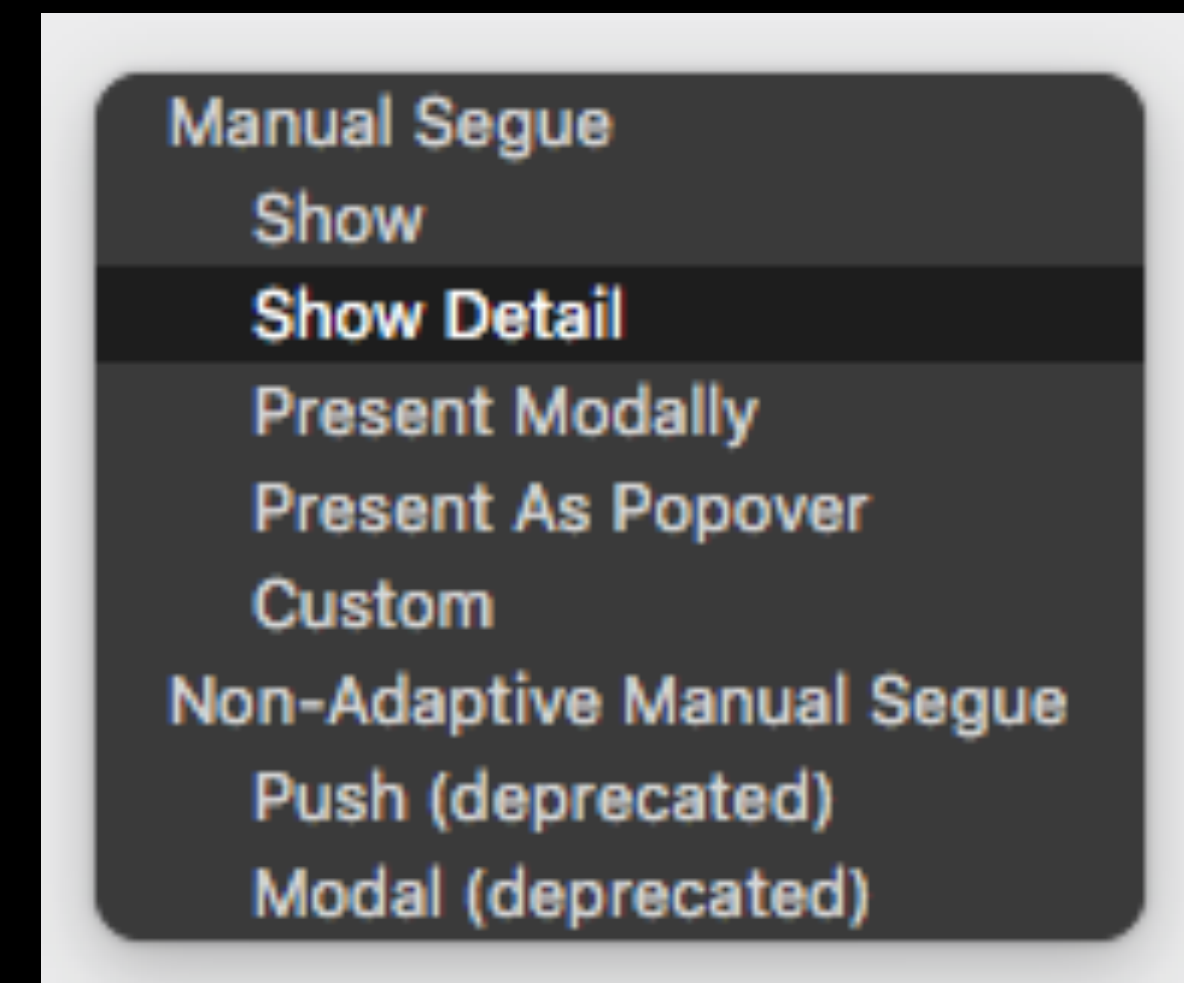 Manual Segue
Show
Show Detail
Present Modally
Present As Popover
Custom
Non-Adaptive Manual Segue
Push (deprecated)
Modal (deprecated)